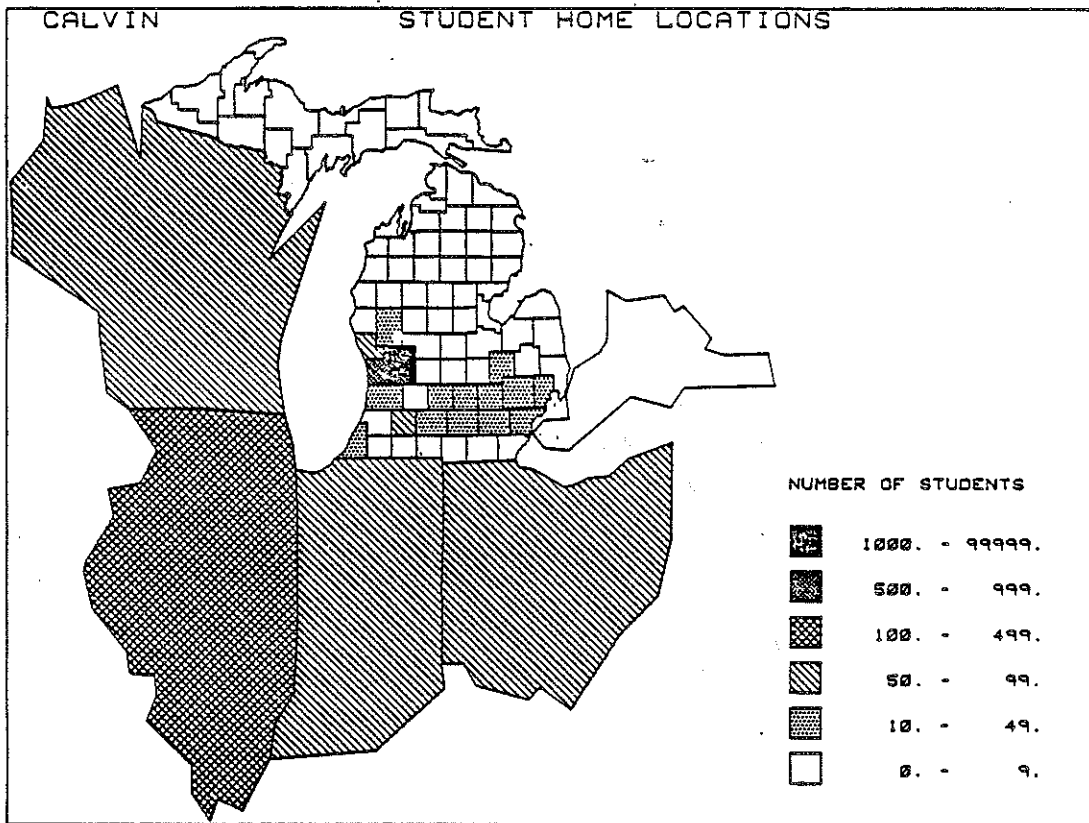 CALVIN STUDENT HOME LOCATIONS
NUMBER OF STUDENTS
1000. - 99999.
500. - 999.
100. - 499.
50. - 99.
10. - 49.
0. - 9.